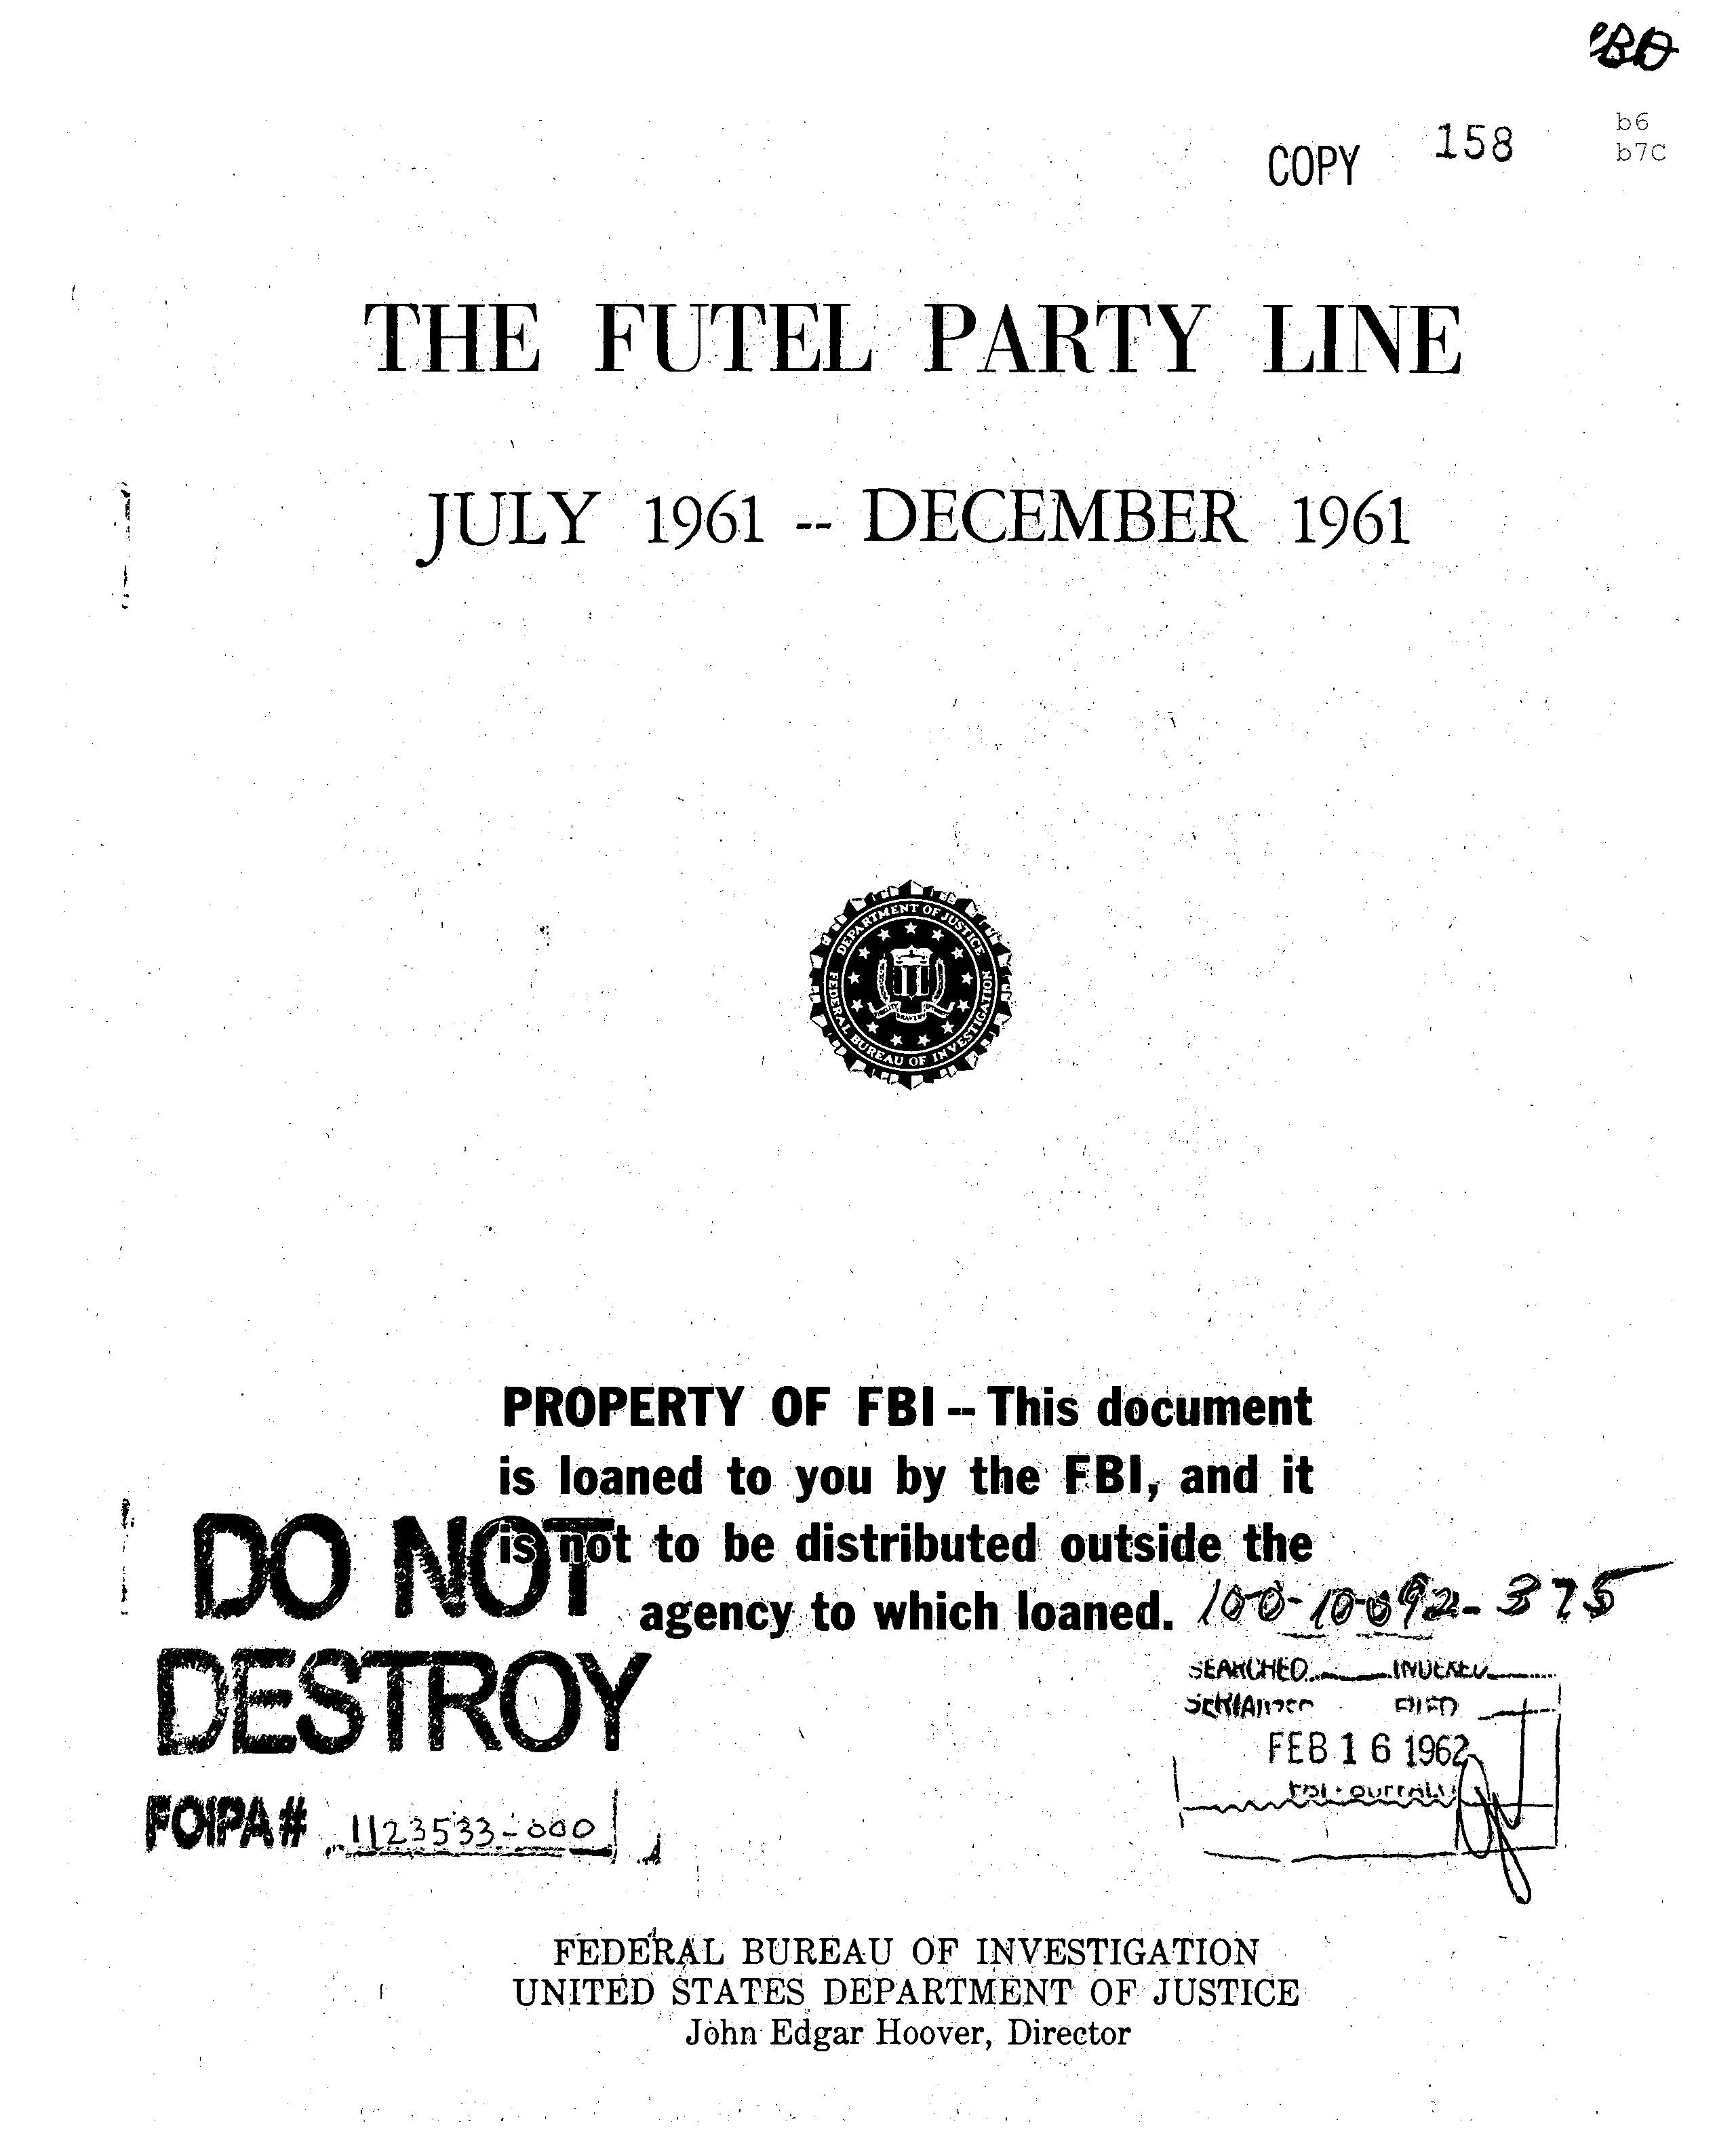 b6
COPY 158 b7C
THE FUTEL PARTY LINE
JULY 1961 -- DECEMBER 1961
DEPARTMENT OF JUSTICE
FEDERAL BUREAU OF INVESTIGATION
PROPERTY OF FBI -- This document
is loaned to you by the FBI, and it
is not to be distributed outside the
agency to which loaned.
DO NOT
DESTROY
FOIPA# 1123533-000
100-10092-375
SEARCHED INDEXED
SERIALIZED FILED
FEB 16 1962
FEDERAL BUREAU OF INVESTIGATION
UNITED STATES DEPARTMENT OF JUSTICE
John Edgar Hoover, Director